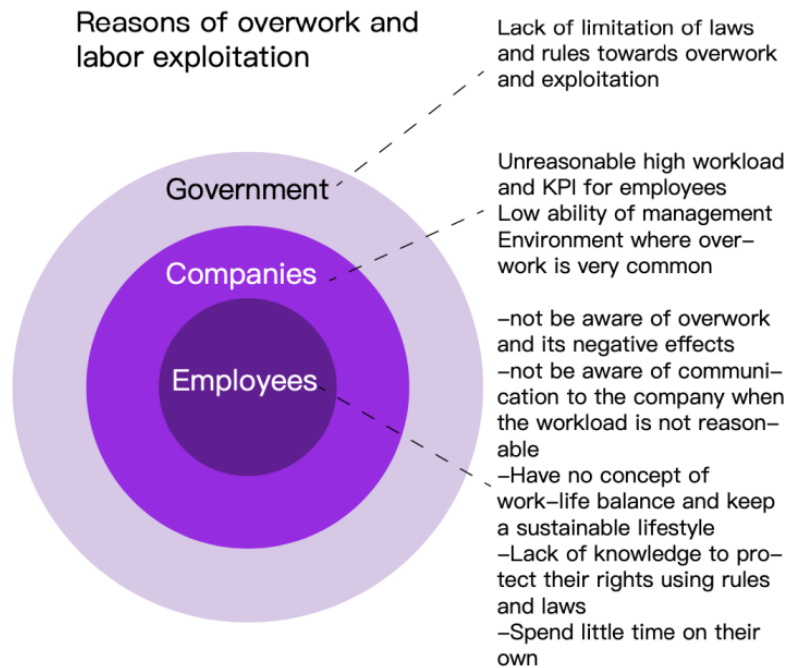 Reasons of overwork and
labor exploitation
Lack of limitation of laws
and rules towards overwork
and exploitation
Government
Unreasonable high workload
and KPI for employees
Low ability of management
Environment where over-
work is very common
Companies
-not be aware of overwork
and its negative effects
-not be aware of communi-
cation to the company when
the workload is not reason-
able
-Have no concept of
work-life balance and keep
a sustainable lifestyle
-Lack of knowledge to pro-
tect their rights using rules
and laws
-Spend little time on their
own
Employees